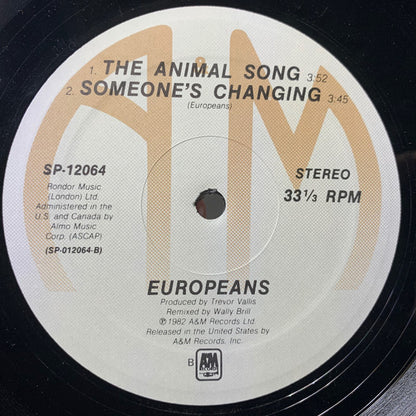 1. THE ANIMAL SONG 3:52
2. SOMEONE'S CHANGING 3:45
(Europeans)
SP-12064
Rondor Music
(London) Ltd.
Administered in the
U.S. and Canada by
Almo Music
Corp. (ASCAP)
(SP-012064-B)
STEREO
33⅓ RPM
EUROPEANS
Produced by Trevor Vallis
Remixed by Wally Brill
℗ 1982 A&M Records Ltd.
Released in the United States by
A&M Records, Inc.
B
A&M